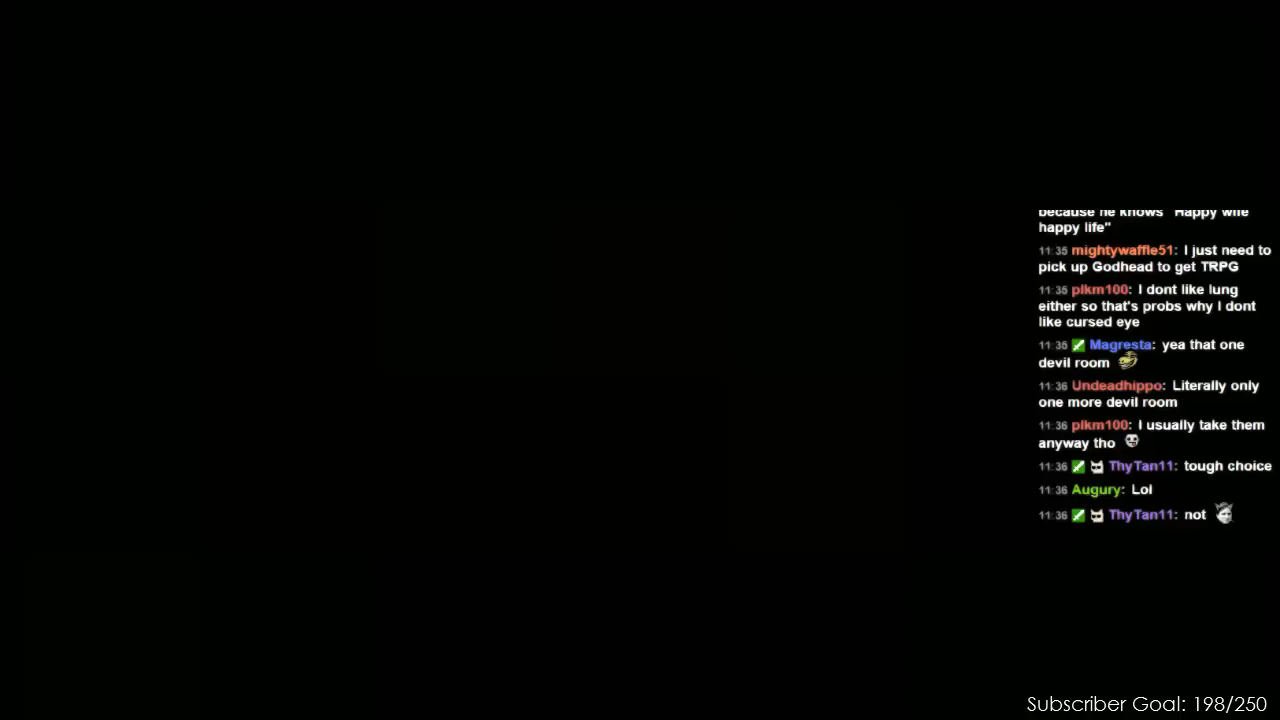 because he knows "Happy wife
happy life"
11:35 mightywaffle51: I just need to
pick up Godhead to get TRPG
11:35 plkm100: I dont like lung
either so that's probs why I dont
like cursed eye
11:35 Magresta: yea that one
devil room
11:36 Undeadhippo: Literally only
one more devil room
11:36 plkm100: I usually take them
anyway tho
11:36 ThyTan11: tough choice
11:36 Augury: Lol
11:36 ThyTan11: not
Subscriber Goal: 198/250